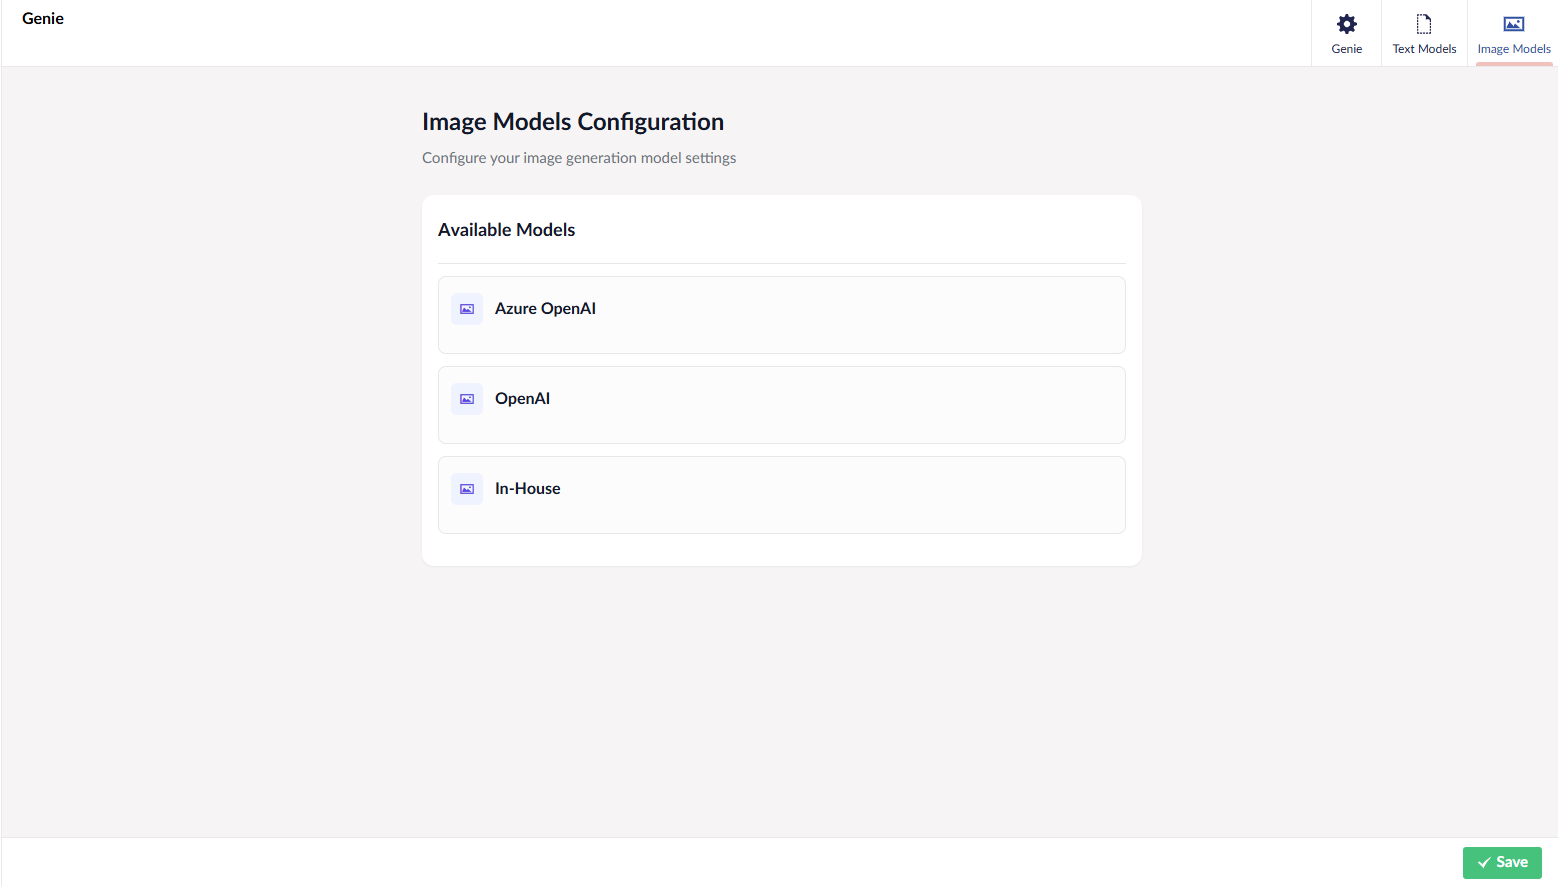 Genie
Genie
Text Models
Image Models
Image Models Configuration
Configure your image generation model settings
Available Models
Azure OpenAI
OpenAI
In-House
Save